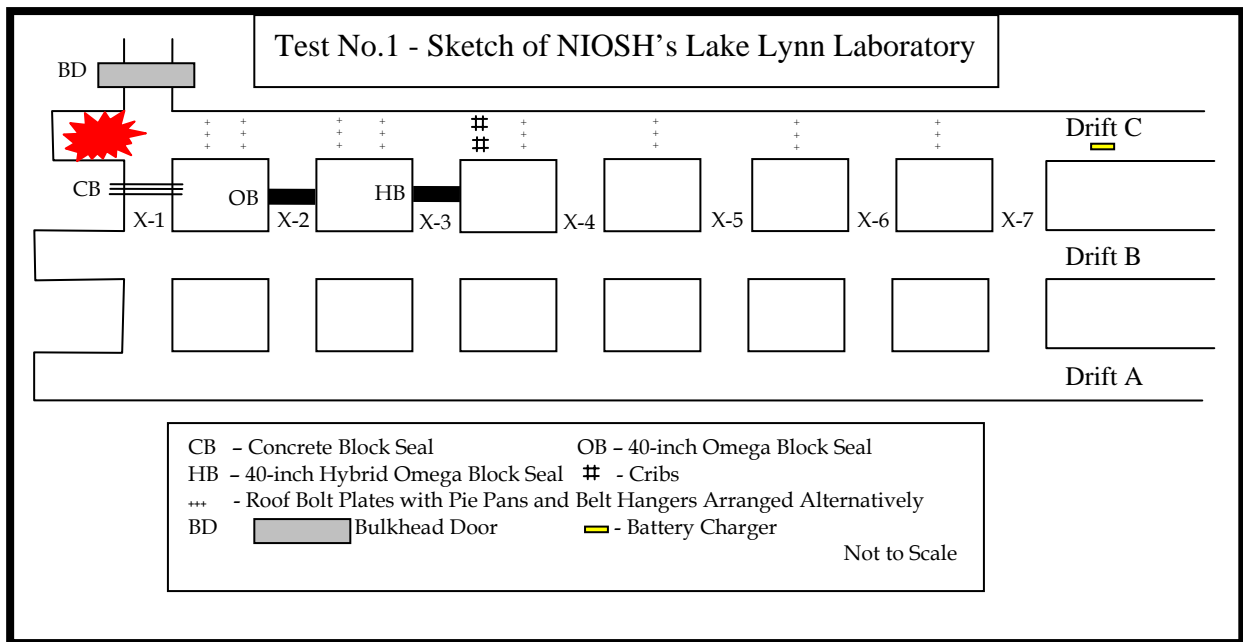 Test No.1 - Sketch of NIOSH's Lake Lynn Laboratory
BD
Drift C
CB
OB
HB
X-1
X-2
X-3
X-4
X-5
X-6
X-7
Drift B
Drift A
CB – Concrete Block Seal OB – 40-inch Omega Block Seal
HB – 40-inch Hybrid Omega Block Seal - Cribs
+++ - Roof Bolt Plates with Pie Pans and Belt Hangers Arranged Alternatively
BD Bulkhead Door - Battery Charger
Not to Scale